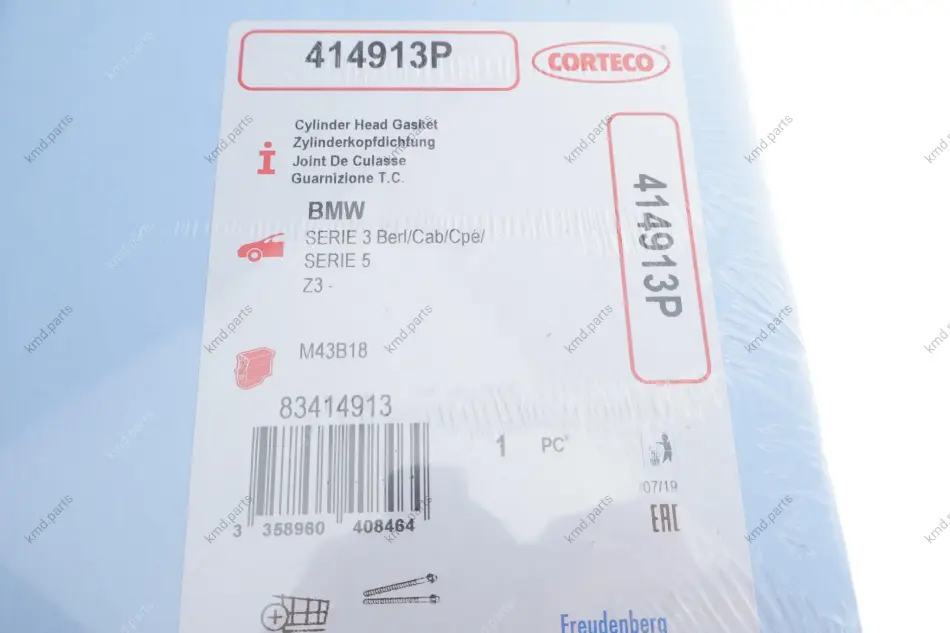 414913P
CORTECO
Cylinder Head Gasket
Zylinderkopfdichtung
Joint De Culasse
Guarnizione T.C.
414913P
BMW
SERIE 3 Berl/Cab/Cpé/
SERIE 5
Z3 -
M43B18
83414913
1 PC
07/19
EAC
3 358960 408464
Freudenberg
kmd.parts